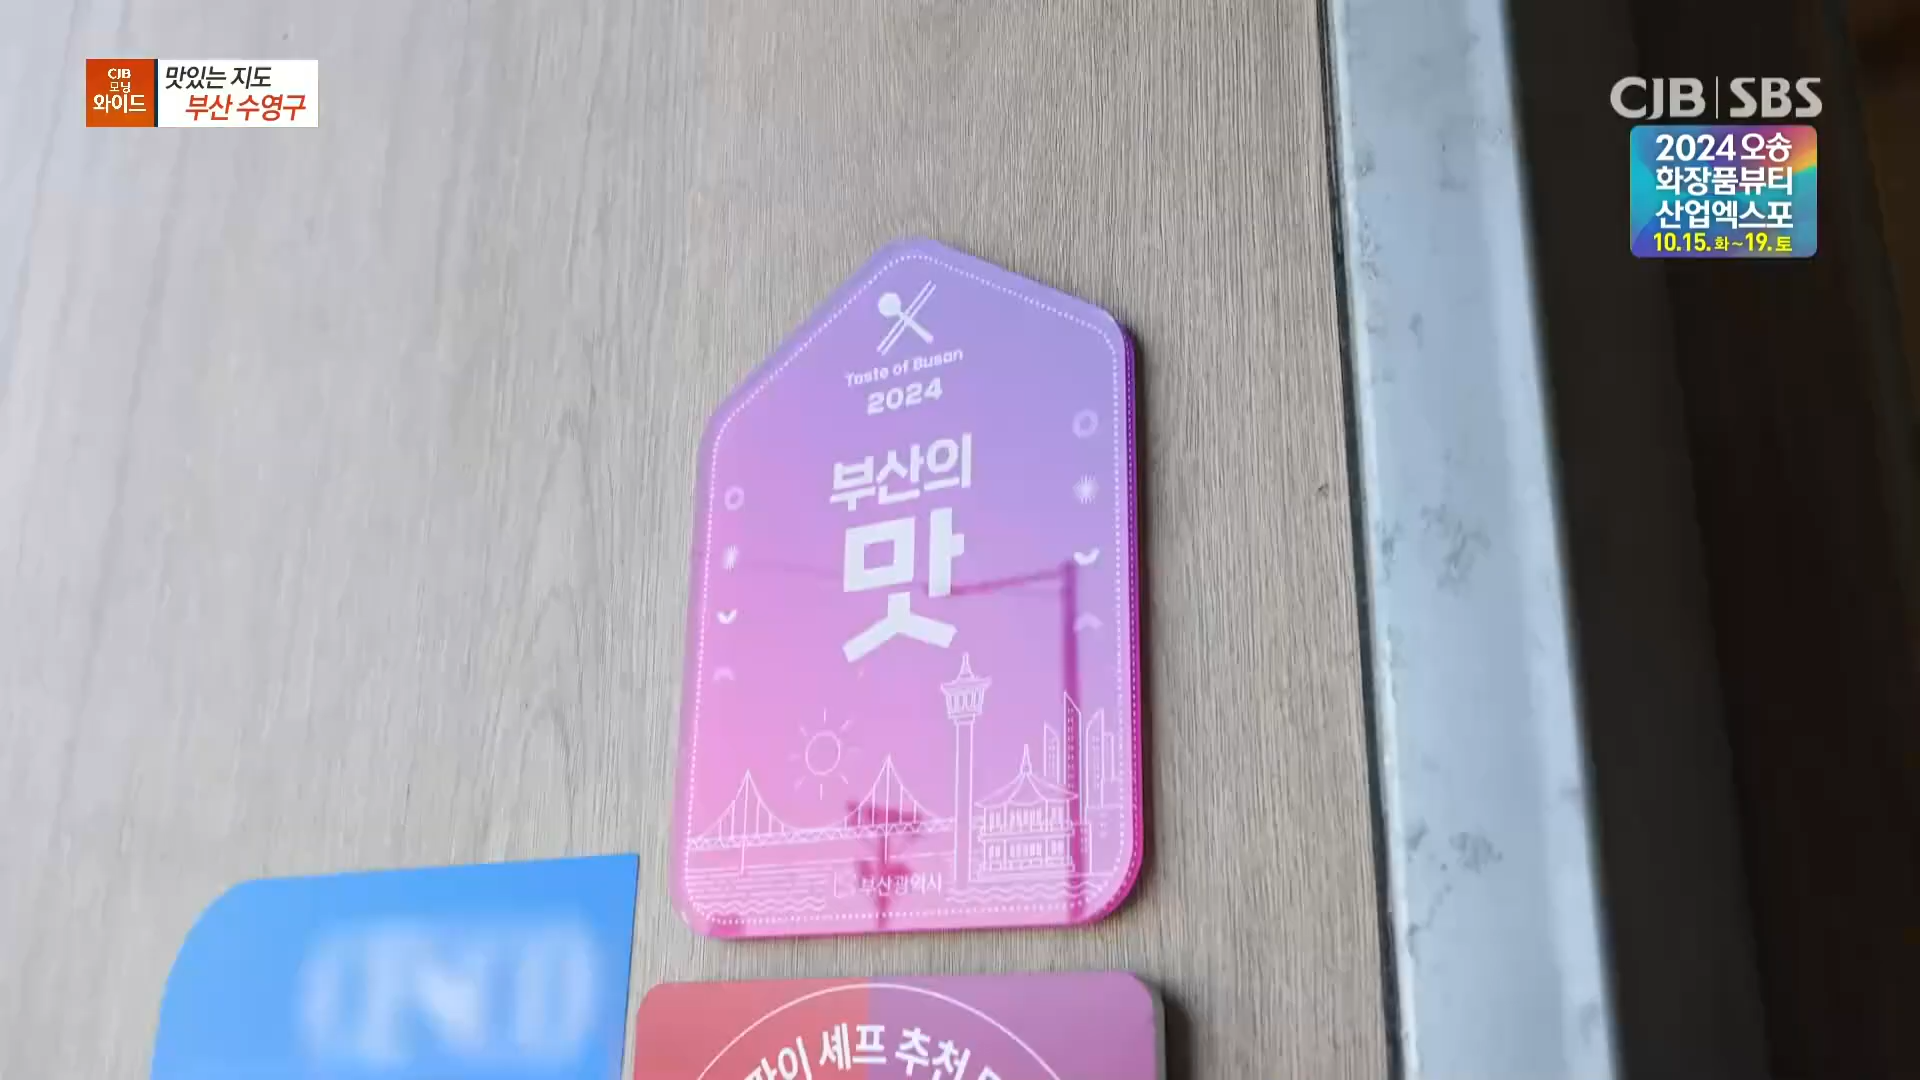 CJB
모닝
와이드
맛있는 지도
부산 수영구
CJB SBS
2024 오송
화장품뷰티
산업엑스포
10.15.화~19.토
Taste of Busan
2024
부산의
맛
부산광역시
셰프 추천